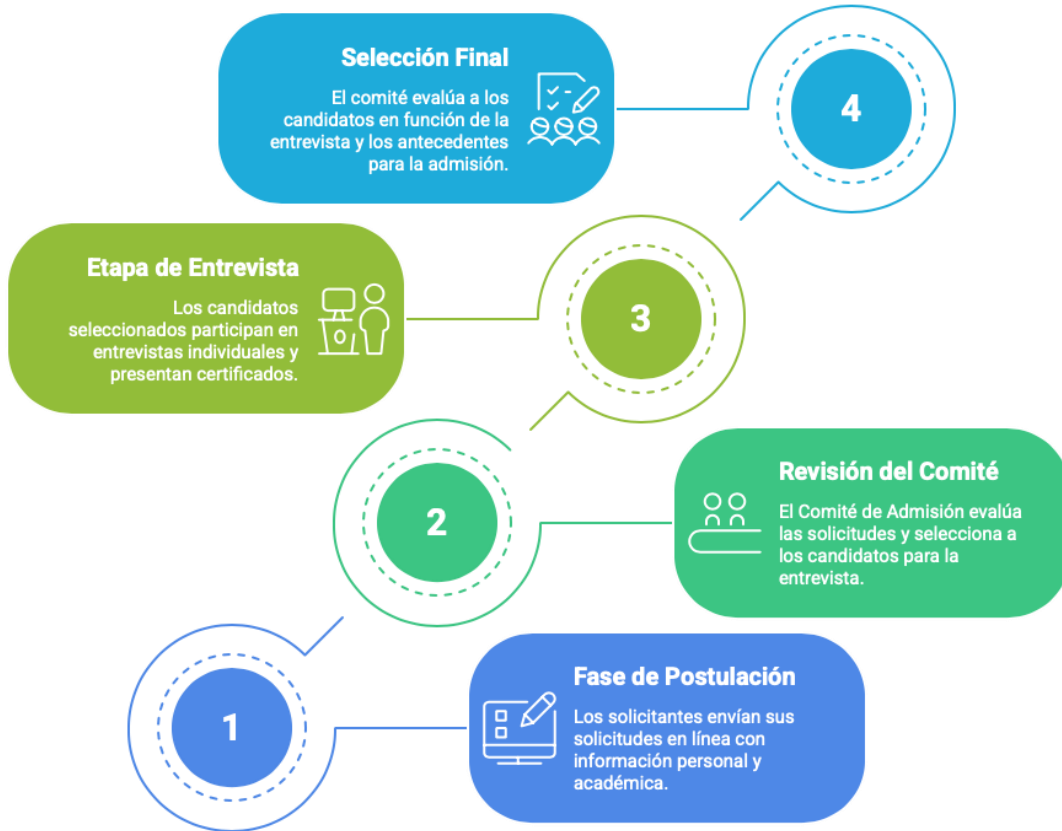 Selección Final
El comité evalúa a los
candidatos en función de la
entrevista y los antecedentes
para la admisión.
4
Etapa de Entrevista
Los candidatos
seleccionados participan en
entrevistas individuales y
presentan certificados.
3
2
Revisión del Comité
El Comité de Admisión evalúa
las solicitudes y selecciona a
los candidatos para la
entrevista.
1
Fase de Postulación
Los solicitantes envían sus
solicitudes en línea con
información personal y
académica.